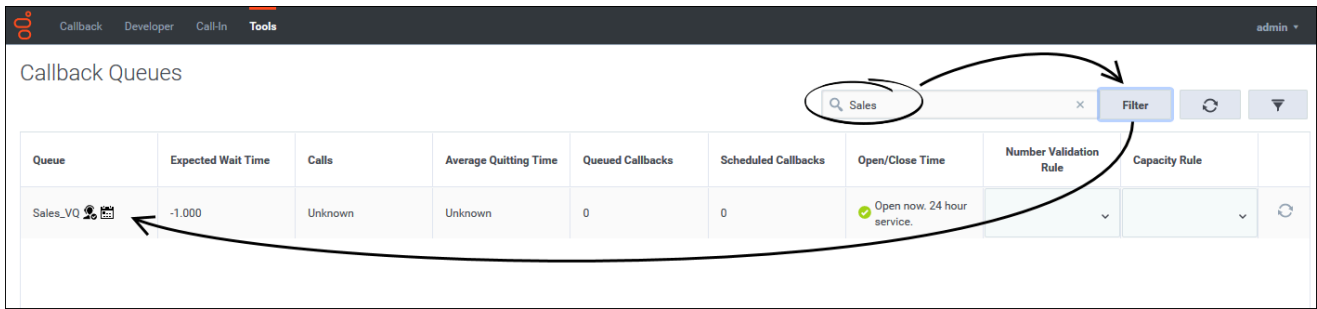 Callback Developer Call-In Tools admin
Callback Queues
Sales × Filter
Queue Expected Wait Time Calls Average Quitting Time Queued Callbacks Scheduled Callbacks Open/Close Time Number Validation Rule Capacity Rule
Sales_VQ -1.000 Unknown Unknown 0 0 Open now. 24 hour
service.